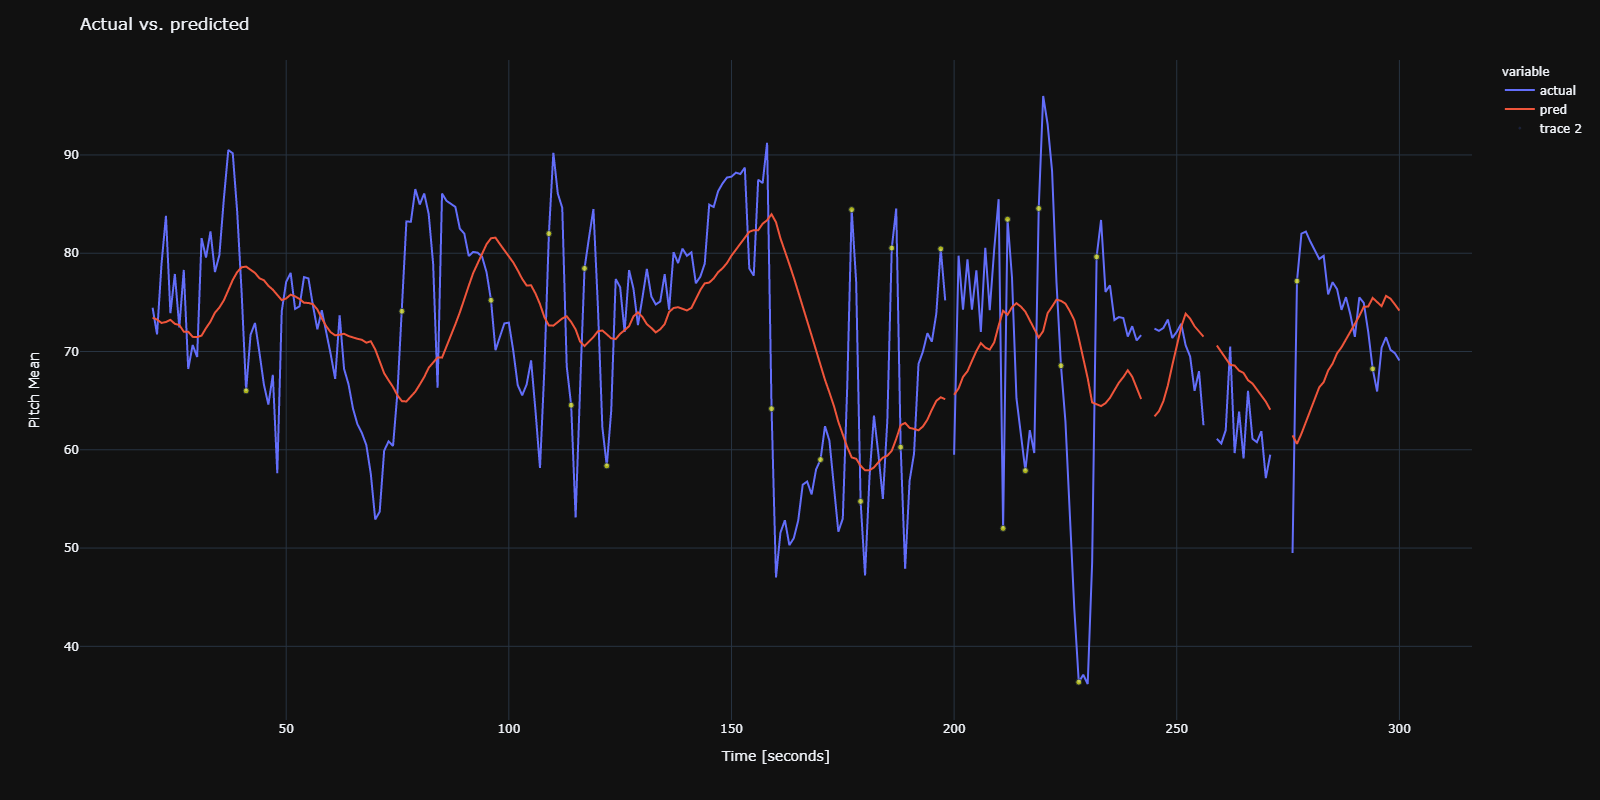 Actual vs. predicted
variable
actual
pred
trace 2
90
80
70
60
50
40
Pitch Mean
50
100
150
200
250
300
Time [seconds]